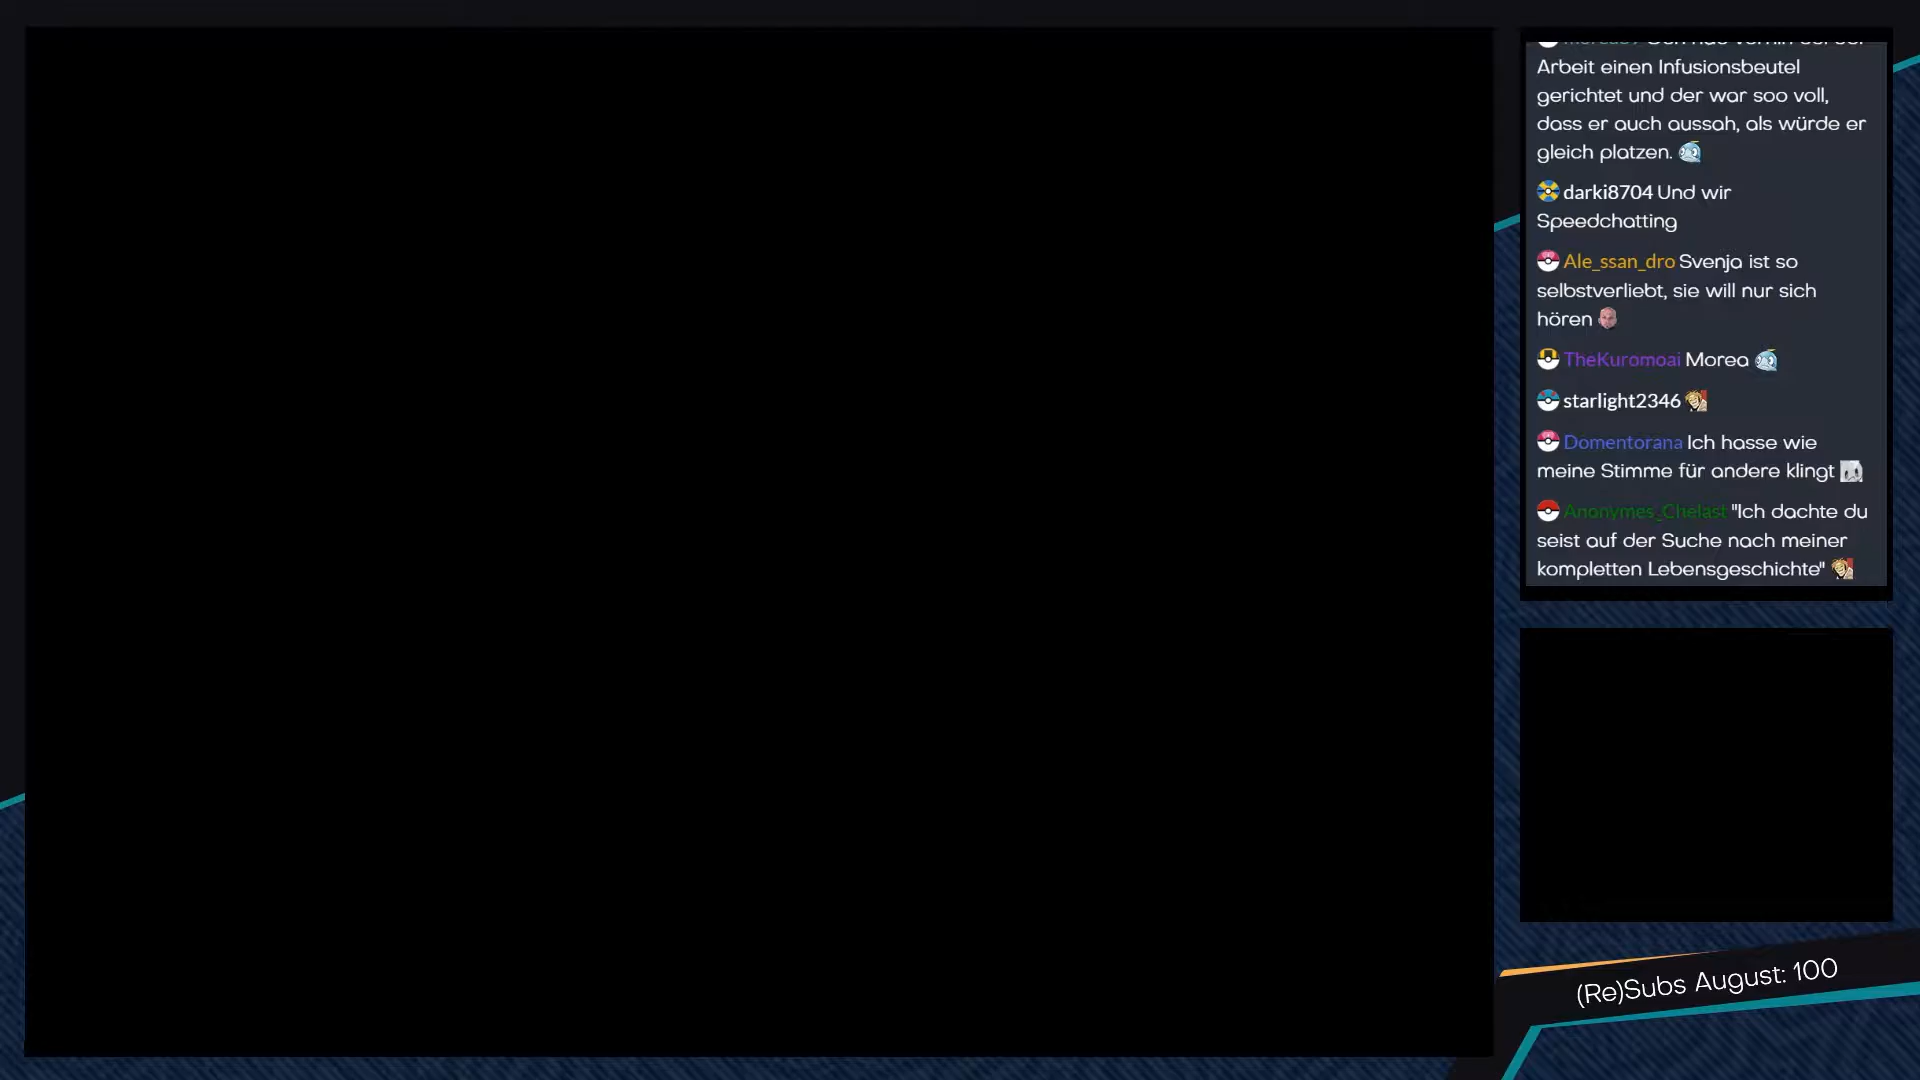 Arbeit einen Infusionsbeutel
gerichtet und der war soo voll,
dass er auch aussah, als würde er
gleich platzen.
darki8704 Und wir
Speedchatting
Ale_ssan_dro Svenja ist so
selbstverliebt, sie will nur sich
hören
TheKuromoai Morea
starlight2346
Domentorana Ich hasse wie
meine Stimme für andere klingt
Anonymes_Chelast "Ich dachte du
seist auf der Suche nach meiner
kompletten Lebensgeschichte"
(Re)Subs August: 100